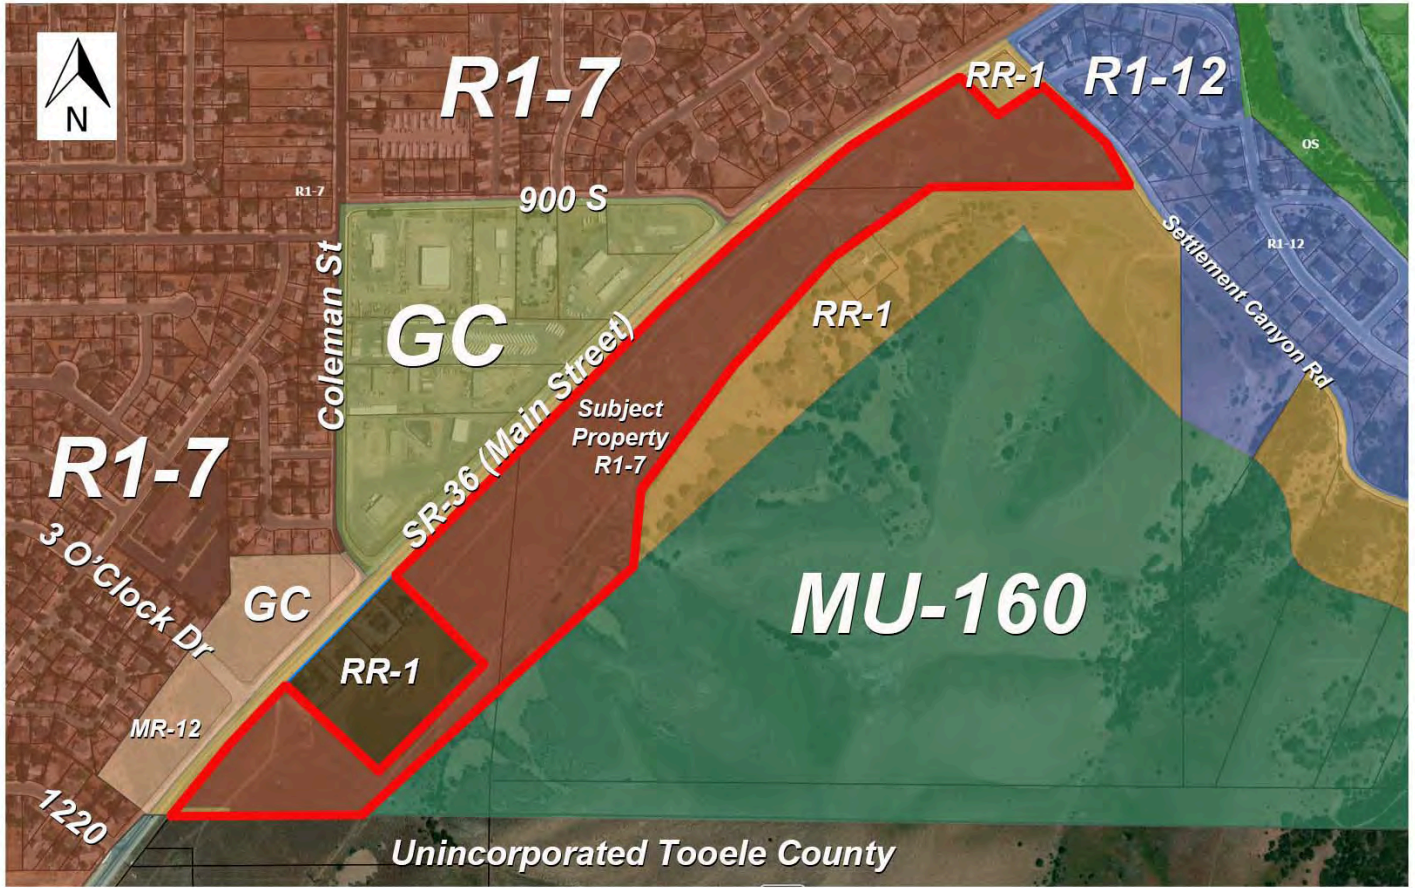 N
R1-7
RR-1
R1-12
OS
R1-7
900 S
R1-12
Settlement Canyon Rd
Coleman St
GC
RR-1
SR-36 (Main Street)
Subject
Property
R1-7
R1-7
3 O'Clock Dr
GC
MU-160
RR-1
MR-12
1220
Unincorporated Tooele County